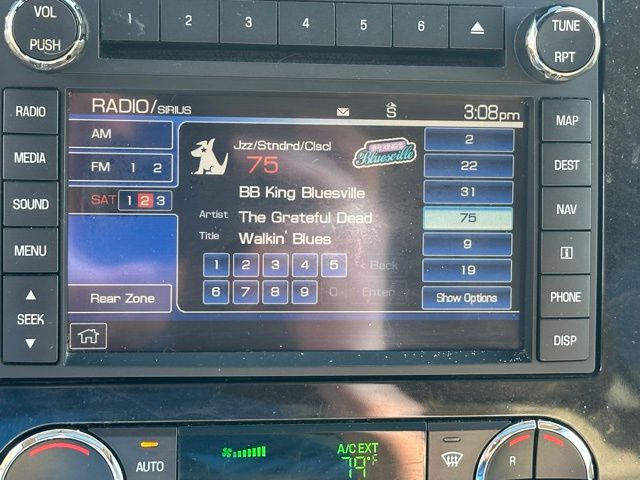 VOL
PUSH
1 2 3 4 5 6
TUNE
RPT
RADIO
MEDIA
SOUND
MENU
SEEK
RADIO/SIRIUS S 3:08pm
AM
FM 1 2
SAT 1 2 3
Rear Zone
Jzz/Stndrd/Clscl
75
B.B. KING'S
Bluesville
BB King Bluesville
Artist The Grateful Dead
Title Walkin' Blues
1 2 3 4 5 Back
6 7 8 9 0 Enter
2
22
31
75
9
19
Show Options
MAP
DEST
NAV
i
PHONE
DISP
AUTO
A/C EXT
79°F
R